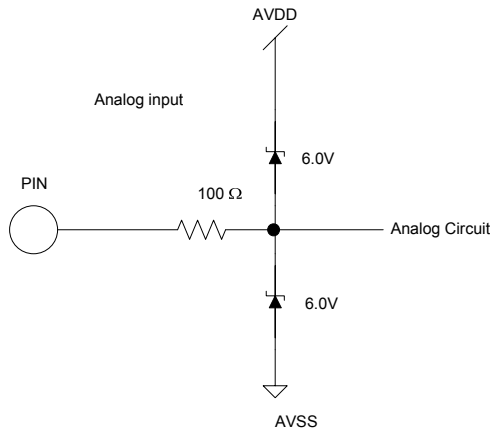 AVDD
Analog input
6.0V
PIN
100 Ω
Analog Circuit
6.0V
AVSS